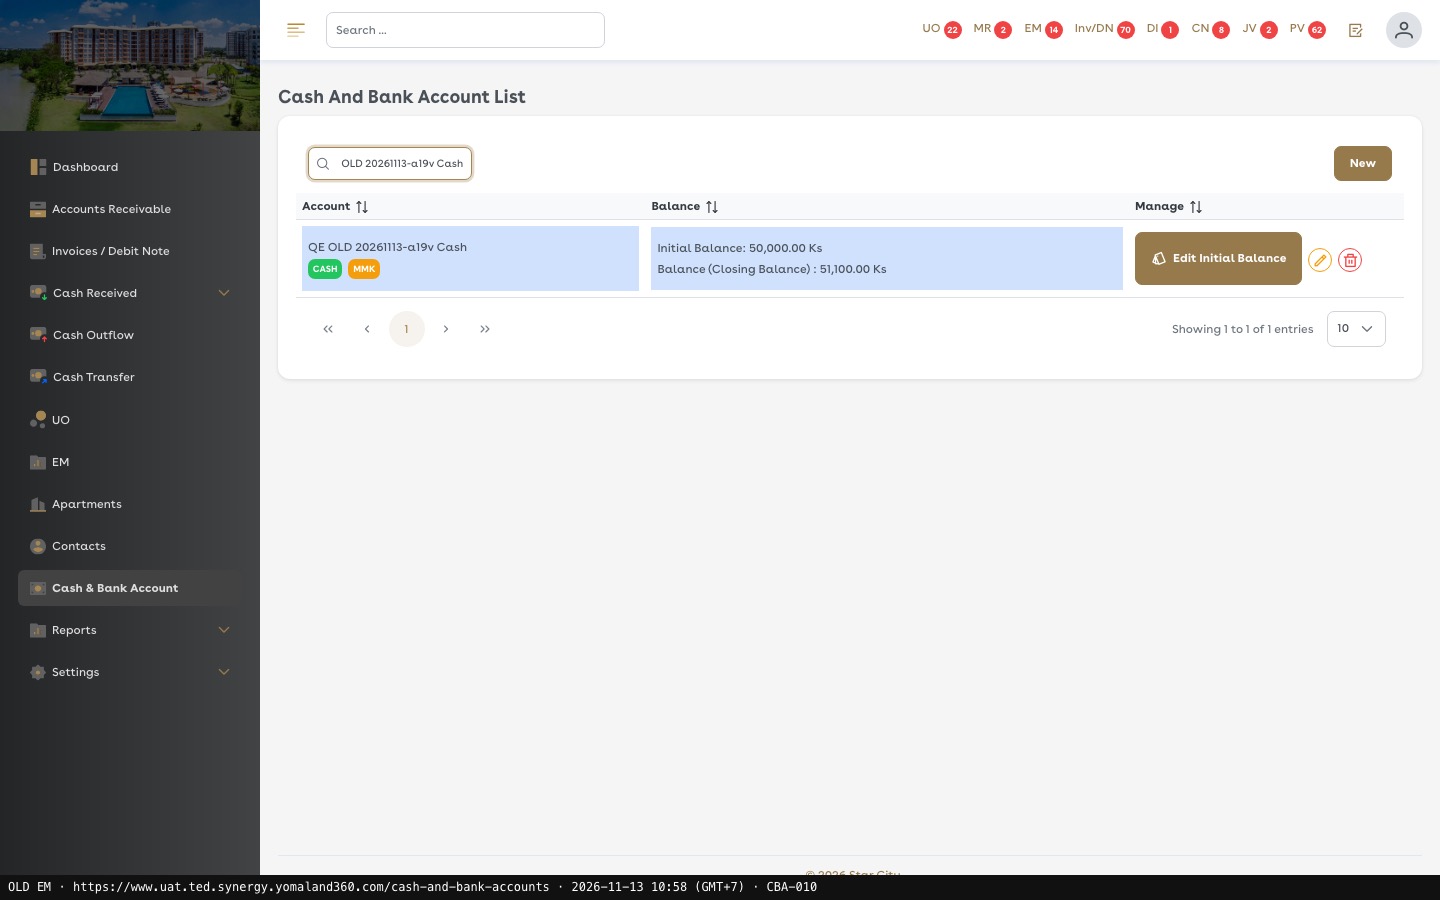 Search ...
UO 22 MR 2 EM 14 Inv/DN 70 DI 1 CN 8 JV 2 PV 62
Dashboard
Accounts Receivable
Invoices / Debit Note
Cash Received
Cash Outflow
Cash Transfer
UO
EM
Apartments
Contacts
Cash & Bank Account
Reports
Settings
Cash And Bank Account List
OLD 20261113-a19v Cash
New
Account Balance Manage
QE OLD 20261113-a19v Cash
CASH MMK
Initial Balance: 50,000.00 Ks
Balance (Closing Balance) : 51,100.00 Ks
Edit Initial Balance
1
Showing 1 to 1 of 1 entries 10
© 2026 Star City
OLD EM · https://www.uat.ted.synergy.yomaland360.com/cash-and-bank-accounts · 2026-11-13 10:58 (GMT+7) · CBA-010